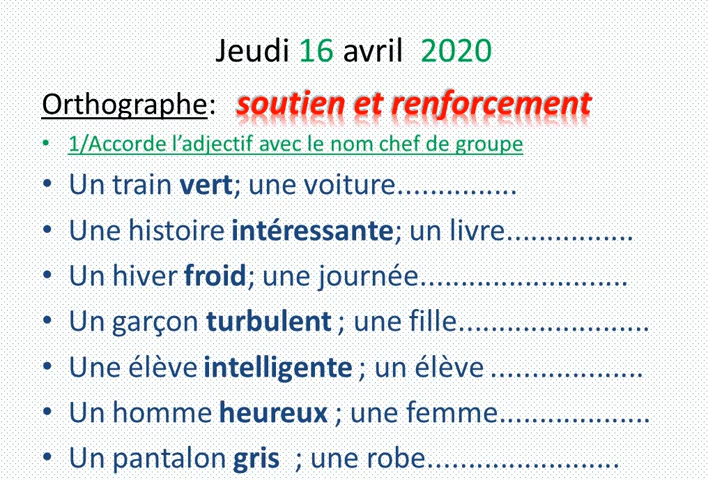 Jeudi 16 avril 2020
Orthographe: soutien et renforcement
• 1/Accorde l’adjectif avec le nom chef de groupe
• Un train vert; une voiture...............
• Une histoire intéressante; un livre................
• Un hiver froid; une journée..........................
• Un garçon turbulent ; une fille........................
• Une élève intelligente ; un élève ...................
• Un homme heureux ; une femme...................
• Un pantalon gris ; une robe........................